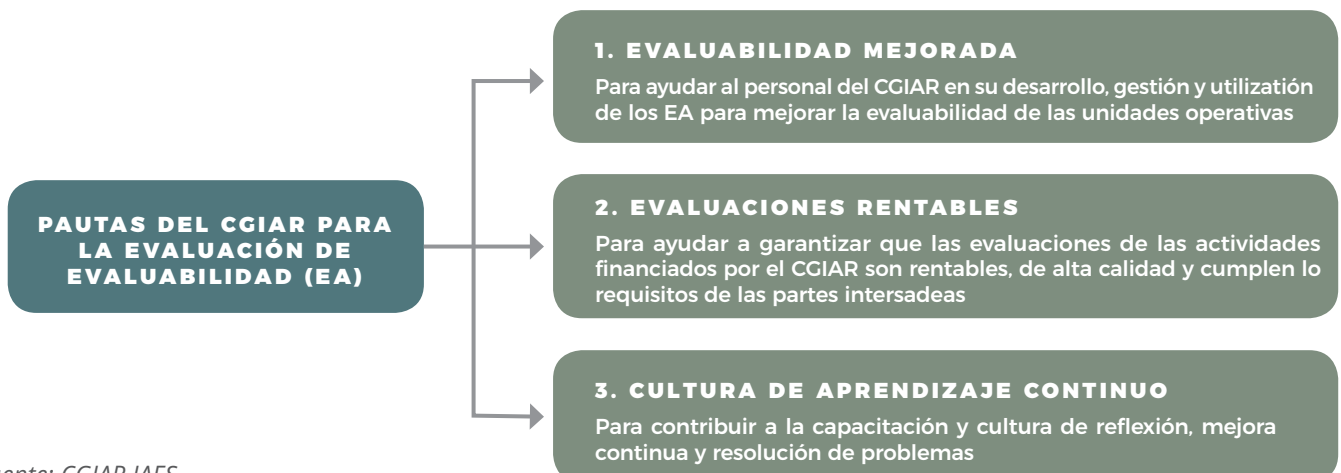 1. EVALUABILIDAD MEJORADA
Para ayudar al personal del CGIAR en su desarrollo, gestión y utilizatión
de los EA para mejorar la evaluabilidad de las unidades operativas
PAUTAS DEL CGIAR PARA
LA EVALUACIÓN DE
EVALUABILIDAD (EA)
2. EVALUACIONES RENTABLES
Para ayudar a garantizar que las evaluaciones de las actividades
financiados por el CGIAR son rentables, de alta calidad y cumplen lo
requisitos de las partes intersadeas
3. CULTURA DE APRENDIZAJE CONTINUO
Para contribuir a la capacitación y cultura de reflexión, mejora
continua y resolución de problemas